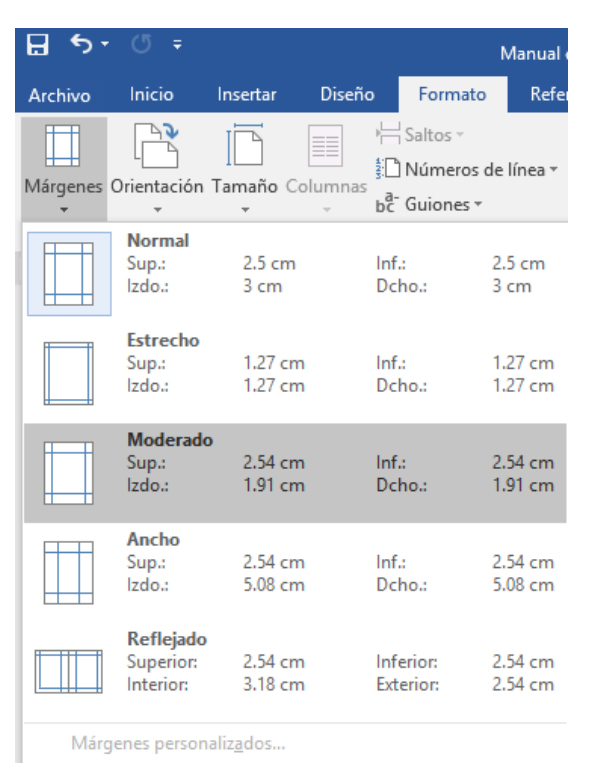 Manual
Archivo Inicio Insertar Diseño Formato Refe
Márgenes Orientación Tamaño Columnas
Saltos
Números de línea
Guiones
Normal
Sup.: 2.5 cm Inf.: 2.5 cm
Izdo.: 3 cm Dcho.: 3 cm
Estrecho
Sup.: 1.27 cm Inf.: 1.27 cm
Izdo.: 1.27 cm Dcho.: 1.27 cm
Moderado
Sup.: 2.54 cm Inf.: 2.54 cm
Izdo.: 1.91 cm Dcho.: 1.91 cm
Ancho
Sup.: 2.54 cm Inf.: 2.54 cm
Izdo.: 5.08 cm Dcho.: 5.08 cm
Reflejado
Superior: 2.54 cm Inferior: 2.54 cm
Interior: 3.18 cm Exterior: 2.54 cm
Márgenes personalizados...